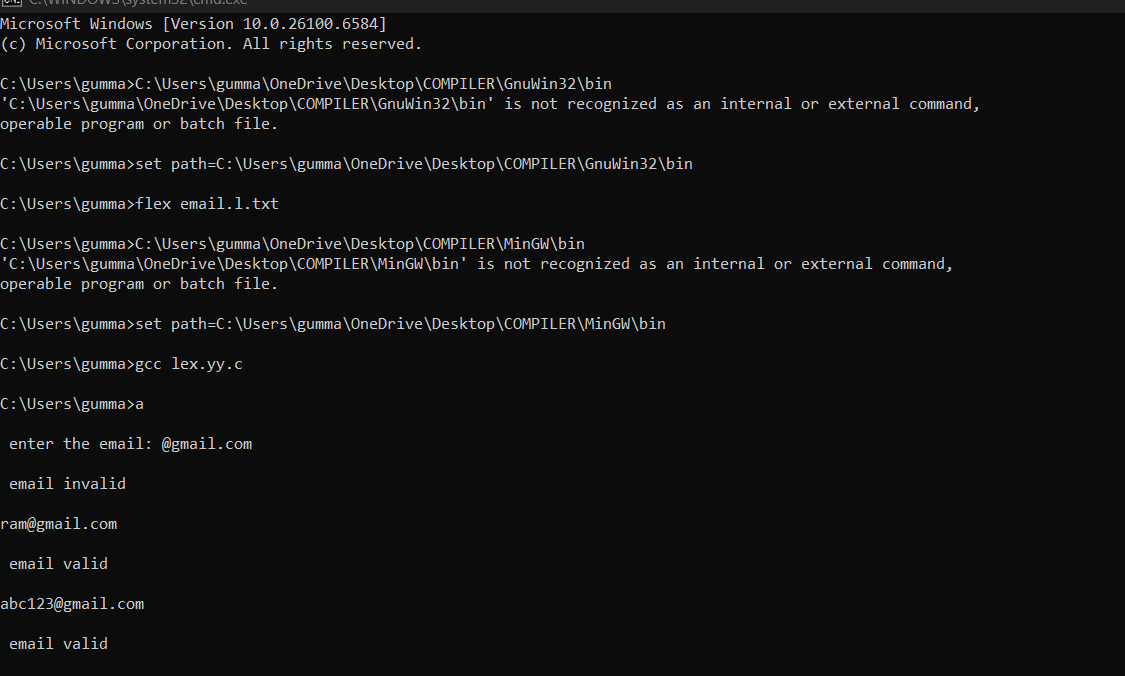 C:\WINDOWS\system32\cmd.exe
Microsoft Windows [Version 10.0.26100.6584]
(c) Microsoft Corporation. All rights reserved.
C:\Users\gumma>C:\Users\gumma\OneDrive\Desktop\COMPILER\GnuWin32\bin
'C:\Users\gumma\OneDrive\Desktop\COMPILER\GnuWin32\bin' is not recognized as an internal or external command,
operable program or batch file.
C:\Users\gumma>set path=C:\Users\gumma\OneDrive\Desktop\COMPILER\GnuWin32\bin
C:\Users\gumma>flex email.l.txt
C:\Users\gumma>C:\Users\gumma\OneDrive\Desktop\COMPILER\MinGW\bin
'C:\Users\gumma\OneDrive\Desktop\COMPILER\MinGW\bin' is not recognized as an internal or external command,
operable program or batch file.
C:\Users\gumma>set path=C:\Users\gumma\OneDrive\Desktop\COMPILER\MinGW\bin
C:\Users\gumma>gcc lex.yy.c
C:\Users\gumma>a
enter the email: @gmail.com
email invalid
ram@gmail.com
email valid
abc123@gmail.com
email valid